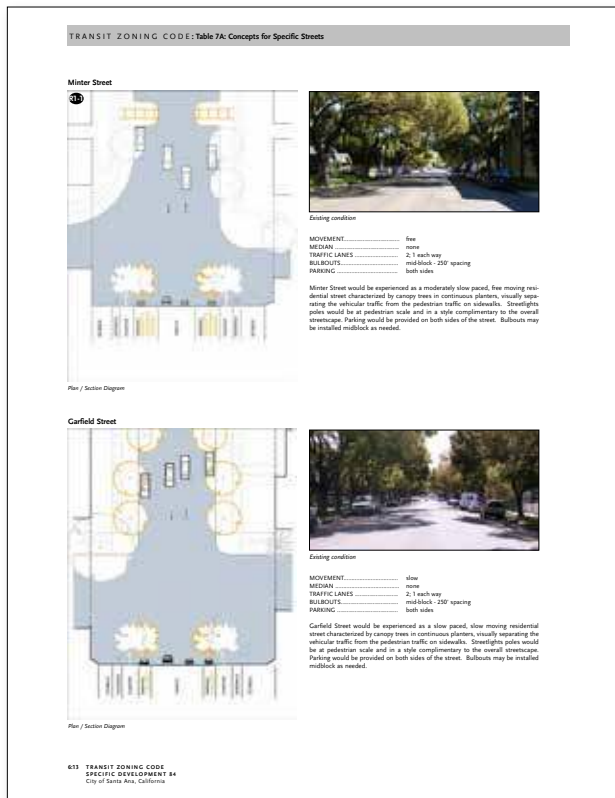 TRANSIT ZONING CODE: Table 7A: Concepts for Specific Streets
Minter Street
R1-1
Existing condition
MOVEMENT............................ free
MEDIAN ................................ none
TRAFFIC LANES ..................... 2; 1 each way
BULBOUTS............................. mid-block - 250' spacing
PARKING .............................. both sides
Minter Street would be experienced as a moderately slow paced, free moving resi-
dential street characterized by canopy trees in continuous planters, visually sepa-
rating the vehicular traffic from the pedestrian traffic on sidewalks. Streetlights
poles would be at pedestrian scale and in a style complimentary to the overall
streetscape. Parking would be provided on both sides of the street. Bulbouts may
be installed midblock as needed.
Plan / Section Diagram
Garfield Street
Existing condition
MOVEMENT............................ slow
MEDIAN ................................ none
TRAFFIC LANES ..................... 2; 1 each way
BULBOUTS............................. mid-block - 250' spacing
PARKING .............................. both sides
Garfield Street would be experienced as a slow paced, slow moving residential
street characterized by canopy trees in continuous planters, visually separating the
vehicular traffic from the pedestrian traffic on sidewalks. Streetlights poles would
be at pedestrian scale and in a style complimentary to the overall streetscape.
Parking would be provided on both sides of the street. Bulbouts may be installed
midblock as needed.
Plan / Section Diagram
6:13 TRANSIT ZONING CODE
SPECIFIC DEVELOPMENT 84
City of Santa Ana, California